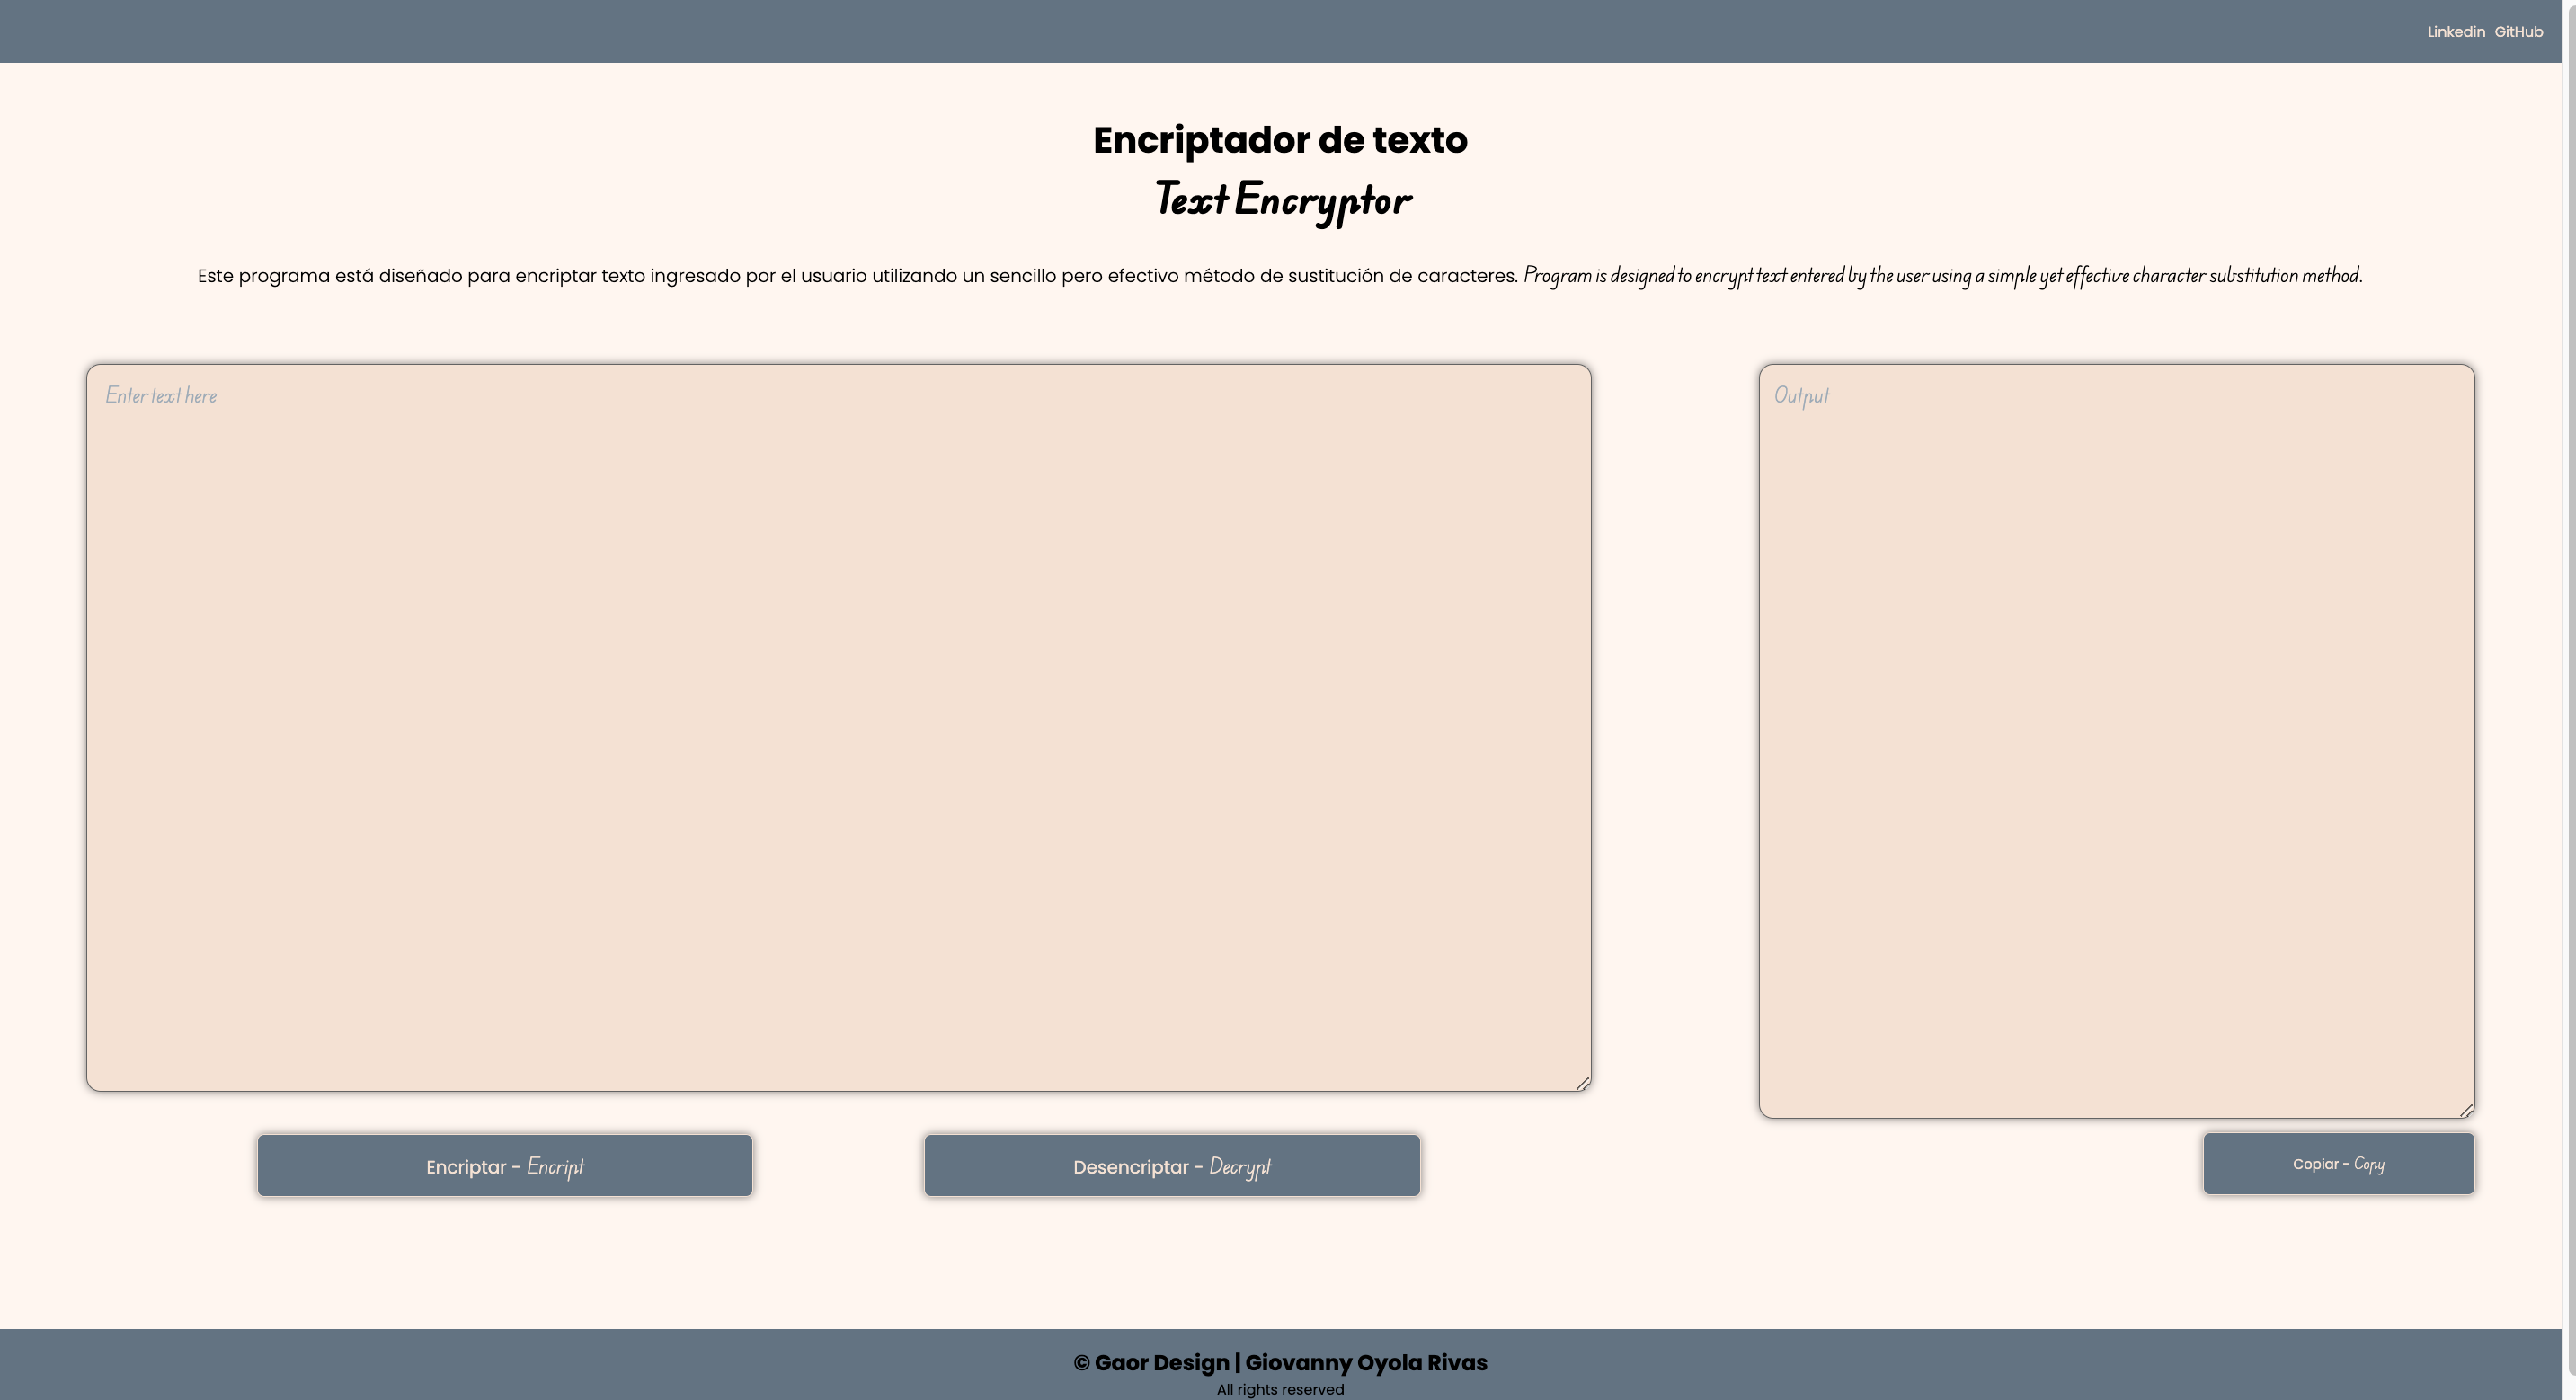 Linkedin GitHub
Encriptador de texto
Text Encryptor
Este programa está diseñado para encriptar texto ingresado por el usuario utilizando un sencillo pero efectivo método de sustitución de caracteres. Program is designed to encrypt text entered by the user using a simple yet effective character substitution method.
Enter text here
Output
Encriptar - Encript
Desencriptar - Decrypt
Copiar - Copy
© Gaor Design | Giovanny Oyola Rivas
All rights reserved